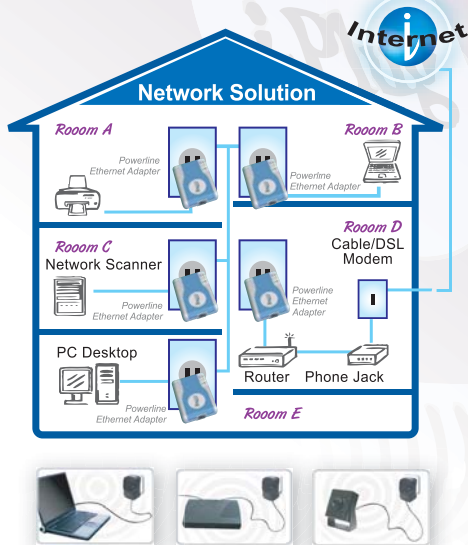 Internet
Network Solution
Rooom A
Powerline
Ethernet Adapter
Rooom B
Powerline
Ethernet Adapter
Rooom C
Network Scanner
Powerline
Ethernet Adapter
Rooom D
Cable/DSL
Modem
Powerline
Ethernet
Adapter
PC Desktop
Powerline
Ethernet Adapter
Router
Phone Jack
Rooom E